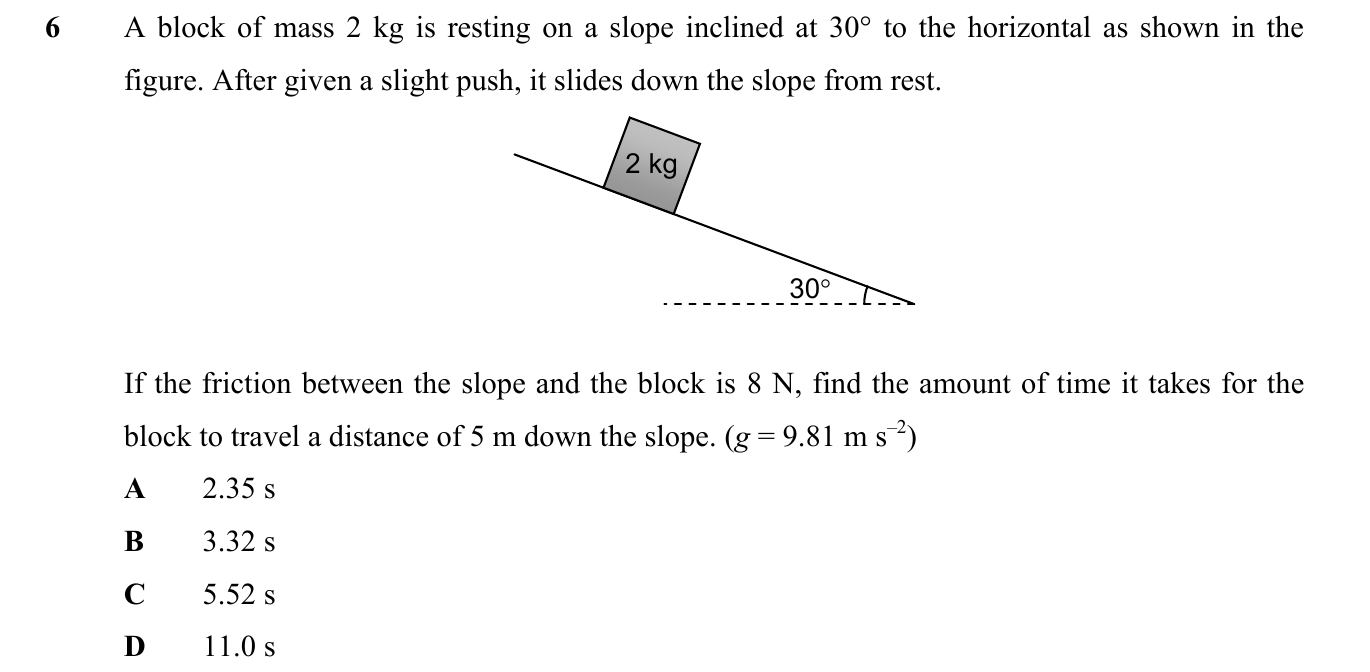 6 A block of mass 2 kg is resting on a slope inclined at 30° to the horizontal as shown in the
figure. After given a slight push, it slides down the slope from rest.
2 kg
30°
If the friction between the slope and the block is 8 N, find the amount of time it takes for the
block to travel a distance of 5 m down the slope. (g = 9.81 m s⁻²)
A 2.35 s
B 3.32 s
C 5.52 s
D 11.0 s